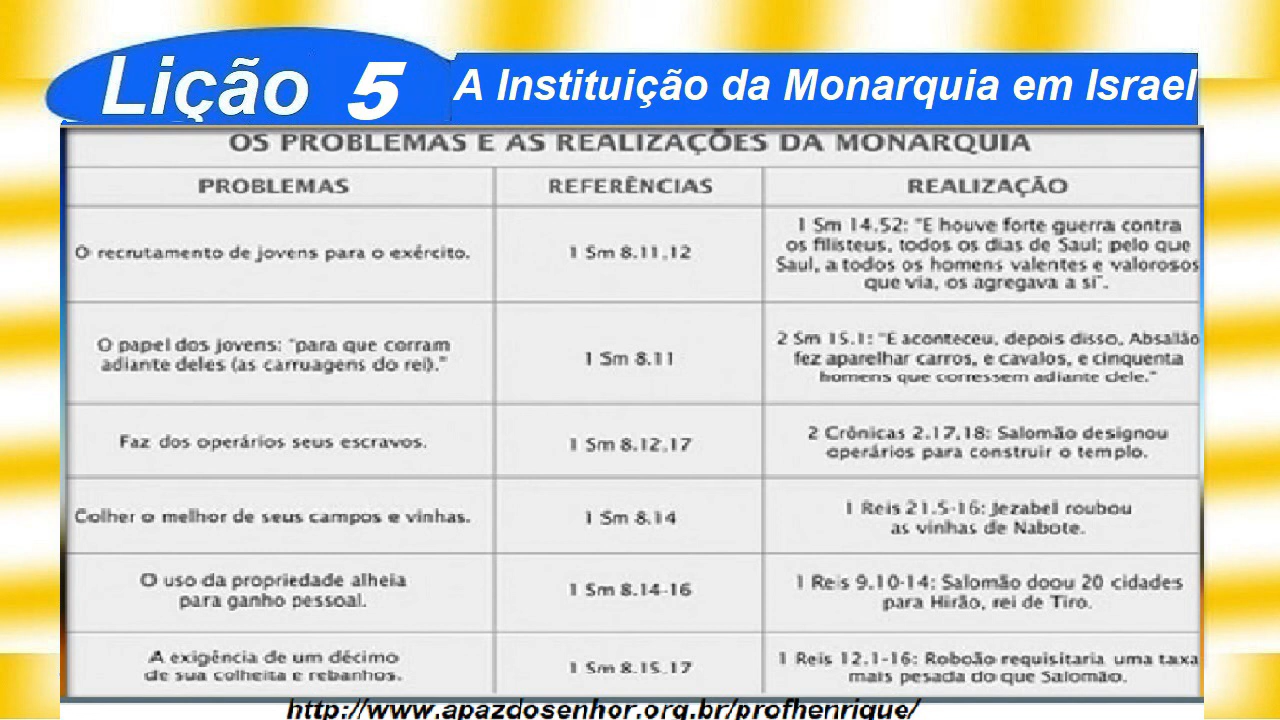 Lição 5 A Instituição da Monarquia em Israel
OS PROBLEMAS E AS REALIZAÇÕES DA MONARQUIA
PROBLEMAS
REFERÊNCIAS
REALIZAÇÃO
O recrutamento de jovens para o exército.
1 Sm 8.11,12
1 Sm 14.52: "E houve forte guerra contra
os filisteus, todos os dias de Saul; pelo que
Saul, a todos os homens valentes e valorosos
que via, os agregava a si".
O papel dos jovens: "para que corram
adiante deles (as carruagens do rei)."
1 Sm 8.11
2 Sm 15.1: "E aconteceu, depois disso, Absalão
fez aparelhar carros, e cavalos, e cinquenta
homens que corressem adiante dele."
Faz dos operários seus escravos.
1 Sm 8.12,17
2 Crônicas 2.17,18: Salomão designou
operários para construir o templo.
Colher o melhor de seus campos e vinhas.
1 Sm 8.14
1 Reis 21.5-16: Jezabel roubou
as vinhas de Nabote.
O uso da propriedade alheia
para ganho pessoal.
1 Sm 8.14-16
1 Reis 9.10-14: Salomão doou 20 cidades
para Hirão, rei de Tiro.
A exigência de um décimo
de sua colheita e rebanhos.
1 Sm 8.15,17
1 Reis 12.1-16: Roboão requisitaria uma taxa
mais pesada do que Salomão.
http://www.apazdosenhor.org.br/profhenrique/